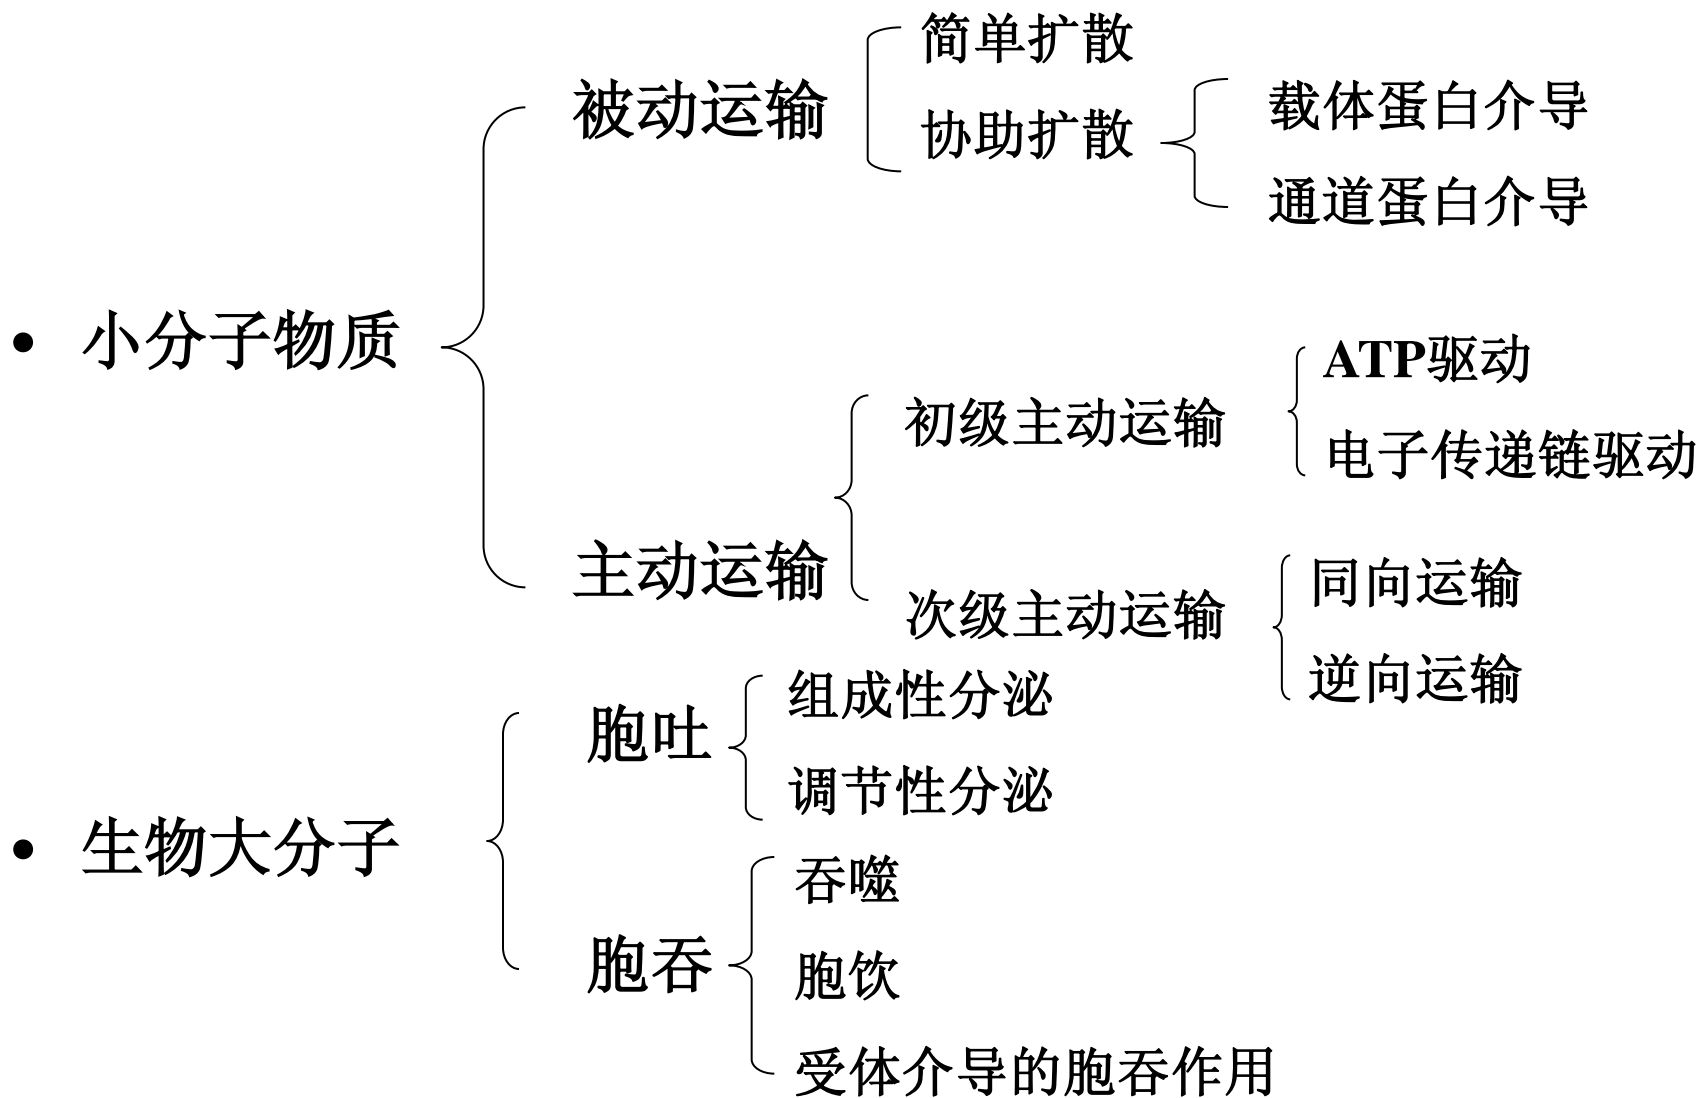 • 小分子物质
被动运输
简单扩散
协助扩散
载体蛋白介导
通道蛋白介导
主动运输
初级主动运输
ATP驱动
电子传递链驱动
次级主动运输
同向运输
逆向运输
• 生物大分子
胞吐
组成性分泌
调节性分泌
胞吞
吞噬
胞饮
受体介导的胞吞作用